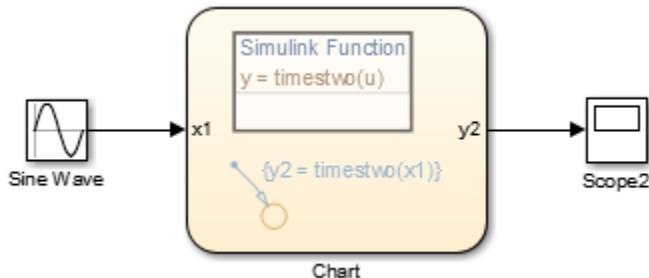 Simulink Function
y = timestwo(u)
x1
y2
{y2 = timestwo(x1)}
Sine Wave
Scope2
Chart